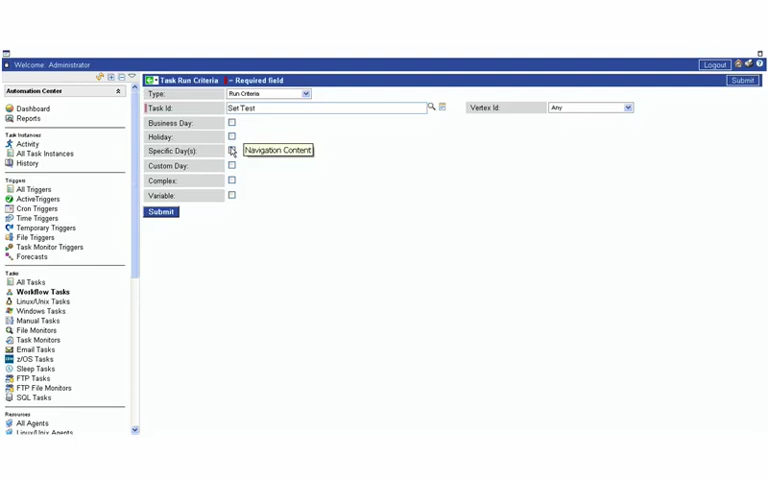 Welcome: Administrator
Logout
Automation Center
Dashboard
Reports
Task Instances
Activity
All Task Instances
History
Triggers
All Triggers
ActiveTriggers
Cron Triggers
Time Triggers
Temporary Triggers
File Triggers
Task Monitor Triggers
Forecasts
Tasks
All Tasks
Workflow Tasks
Linux/Unix Tasks
Windows Tasks
Manual Tasks
File Monitors
Task Monitors
Email Tasks
z/OS Tasks
Sleep Tasks
FTP Tasks
FTP File Monitors
SQL Tasks
Resources
All Agents
Linux/Unix Agents
Task Run Criteria
= Required field
Submit
Type:
Run Criteria
Task Id:
Set Test
Vertex Id:
Any
Business Day:
Holiday:
Specific Day(s):
Navigation Content
Custom Day:
Complex:
Variable:
Submit